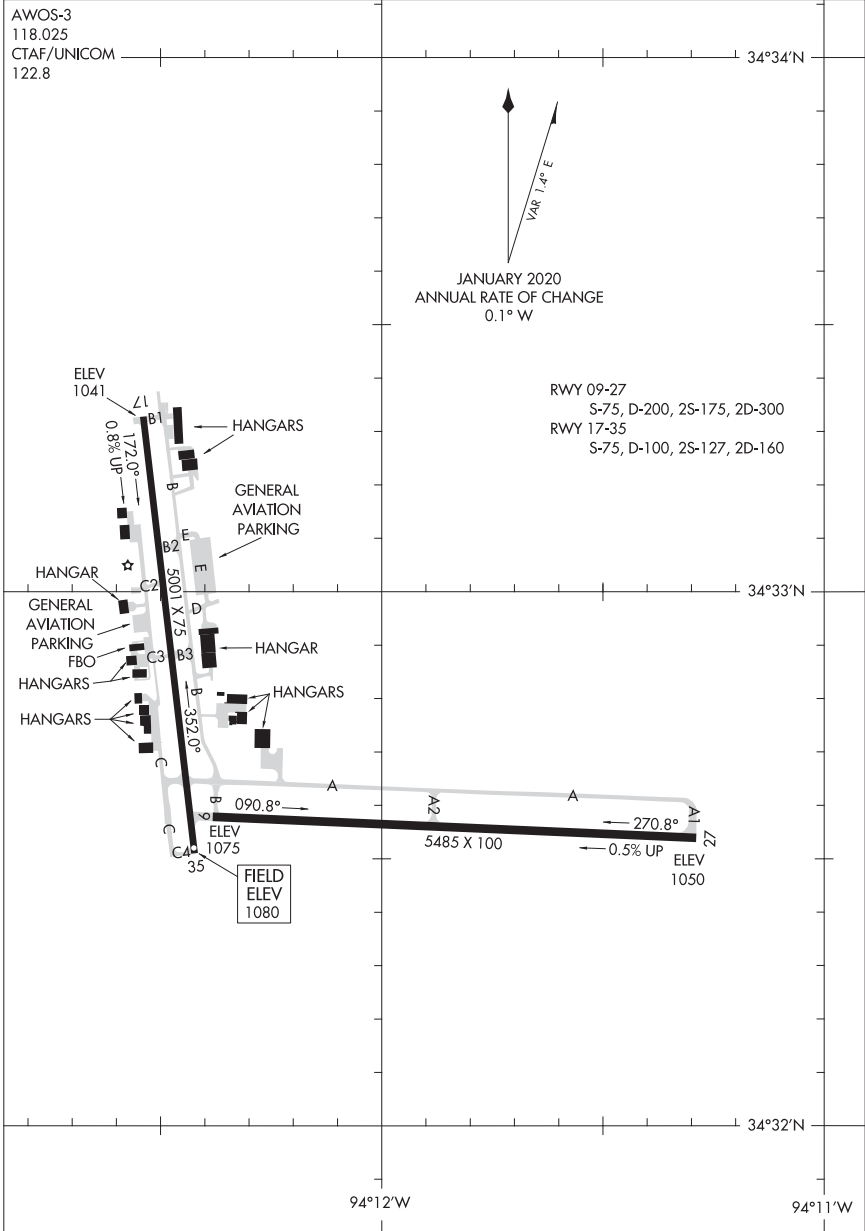 AWOS-3
118.025
CTAF/UNICOM
122.8
34°34'N
VAR 1.4° E
JANUARY 2020
ANNUAL RATE OF CHANGE
0.1° W
RWY 09-27
S-75, D-200, 2S-175, 2D-300
RWY 17-35
S-75, D-100, 2S-127, 2D-160
ELEV
1041
17
B1
HANGARS
172.0°
0.8% UP
B
GENERAL
AVIATION
PARKING
E
B2
E
34°33'N
HANGAR
C2
5001 X 75
D
GENERAL
AVIATION
PARKING
FBO
C3
B3
HANGAR
HANGARS
B
HANGARS
HANGARS
352.0°
C
A
A
B
A2
A1
090.8°
9
270.8°
27
C
ELEV
1075
5485 X 100
0.5% UP
ELEV
1050
C4
35
FIELD
ELEV
1080
34°32'N
94°12'W
94°11'W